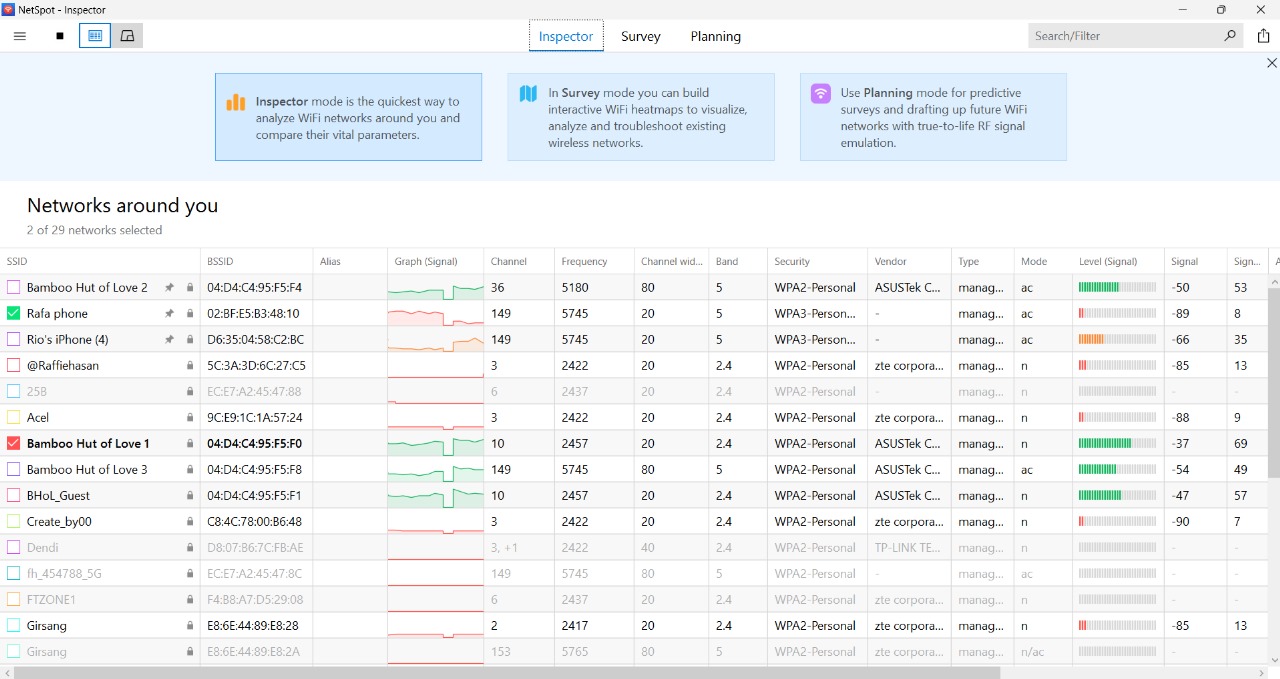 NetSpot - Inspector
Inspector Survey Planning
Search/Filter
Inspector mode is the quickest way to
analyze WiFi networks around you and
compare their vital parameters.
In Survey mode you can build
interactive WiFi heatmaps to visualize,
analyze and troubleshoot existing
wireless networks.
Use Planning mode for predictive
surveys and drafting up future WiFi
networks with true-to-life RF signal
emulation.
Networks around you
2 of 29 networks selected
SSID BSSID Alias Graph (Signal) Channel Frequency Channel wid... Band Security Vendor Type Mode Level (Signal) Signal Sign... A
Bamboo Hut of Love 2 04:D4:C4:95:F5:F4 36 5180 80 5 WPA2-Personal ASUSTek C... manag... ac -50 53
Rafa phone 02:BF:E5:B3:48:10 149 5745 20 5 WPA3-Person... - manag... ac -89 8
Rio's iPhone (4) D6:35:04:58:C2:BC 149 5745 20 5 WPA3-Person... - manag... ac -66 35
@Raffiehasan 5C:3A:3D:6C:27:C5 3 2422 20 2.4 WPA2-Personal zte corpora... manag... n -85 13
25B EC:E7:A2:45:47:88 6 2437 20 2.4 WPA2-Personal - manag... n - -
Acel 9C:E9:1C:1A:57:24 3 2422 20 2.4 WPA2-Personal zte corpora... manag... n -88 9
Bamboo Hut of Love 1 04:D4:C4:95:F5:F0 10 2457 20 2.4 WPA2-Personal ASUSTek C... manag... n -37 69
Bamboo Hut of Love 3 04:D4:C4:95:F5:F8 149 5745 80 5 WPA2-Personal ASUSTek C... manag... ac -54 49
BHoL_Guest 04:D4:C4:95:F5:F1 10 2457 20 2.4 WPA2-Personal ASUSTek C... manag... n -47 57
Create_by00 C8:4C:78:00:B6:48 3 2422 20 2.4 WPA2-Personal zte corpora... manag... n -90 7
Dendi D8:07:B6:7C:FB:AE 3, +1 2422 40 2.4 WPA2-Personal TP-LINK TE... manag... n - -
fh_454788_5G EC:E7:A2:45:47:8C 149 5745 80 5 WPA2-Personal - manag... ac - -
FTZONE1 F4:B8:A7:D5:29:08 6 2437 20 2.4 WPA2-Personal zte corpora... manag... n - -
Girsang E8:6E:44:89:E8:28 2 2417 20 2.4 WPA2-Personal zte corpora... manag... n -85 13
Girsang E8:6E:44:89:E8:2A 153 5765 80 5 WPA2-Personal zte corpora... manag... n/ac - -